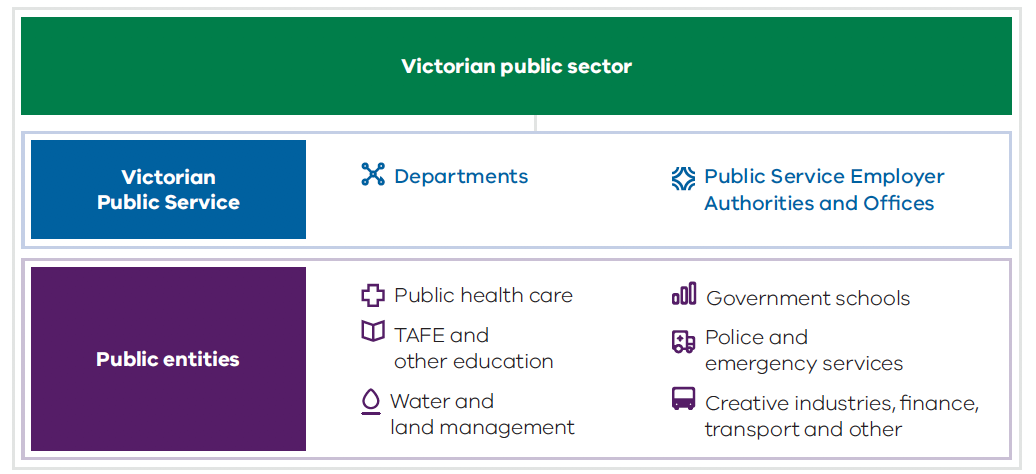 Victorian public sector
Victorian
Public Service
Departments
Public Service Employer
Authorities and Offices
Public entities
Public health care
TAFE and
other education
Water and
land management
Government schools
Police and
emergency services
Creative industries, finance,
transport and other